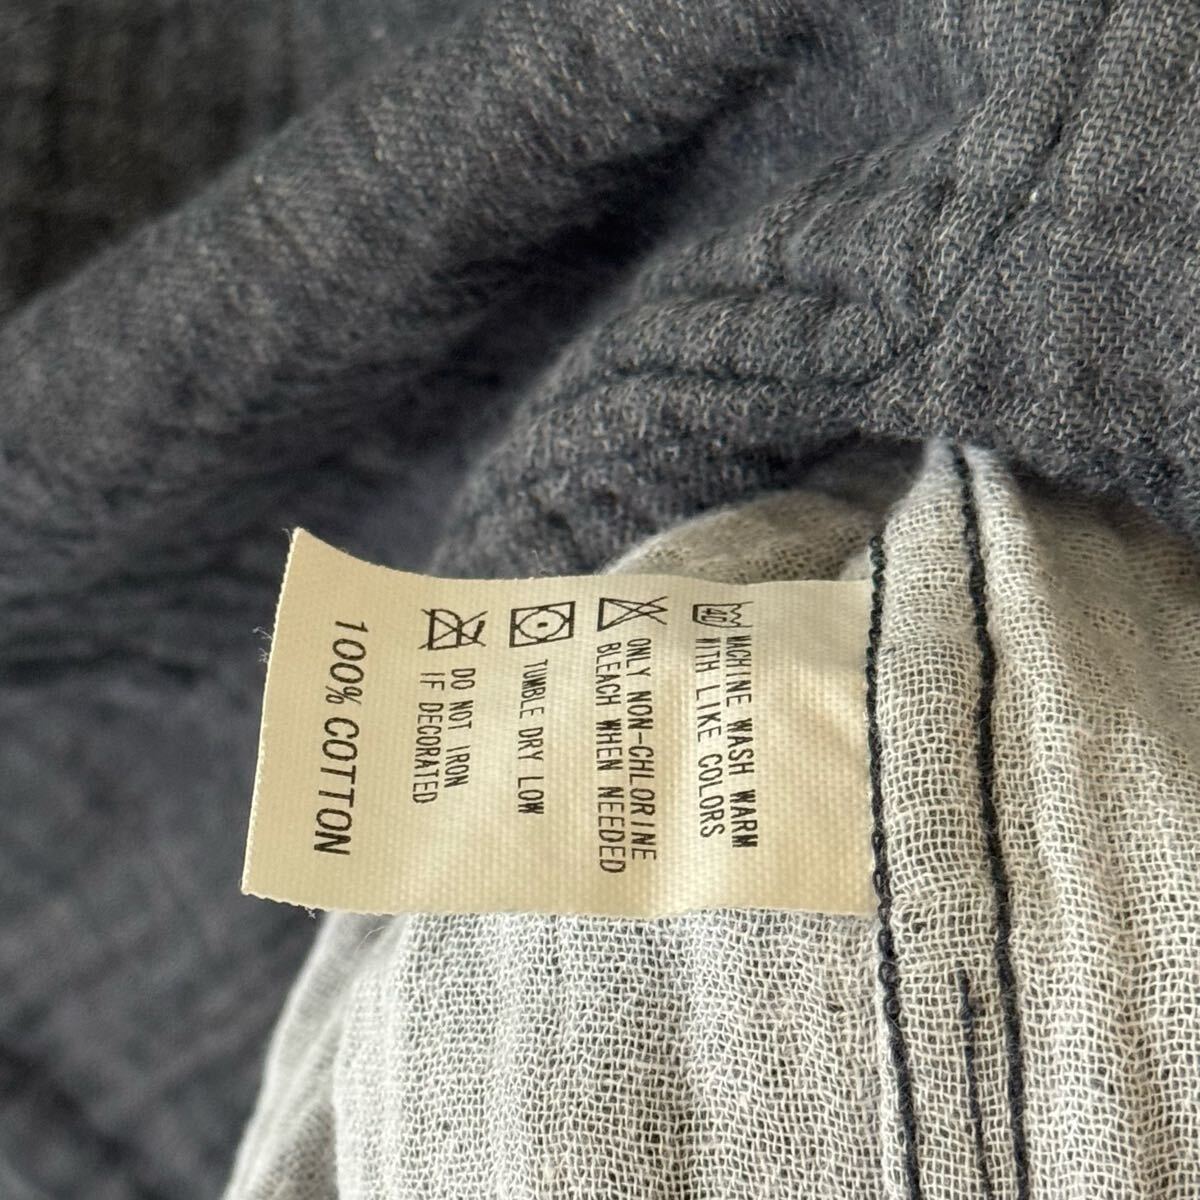 40
MACHINE WASH WARM
WITH LIKE COLORS
ONLY NON-CHLORINE
BLEACH WHEN NEEDED
TUMBLE DRY LOW
DO NOT IRON
IF DECORATED
100% COTTON